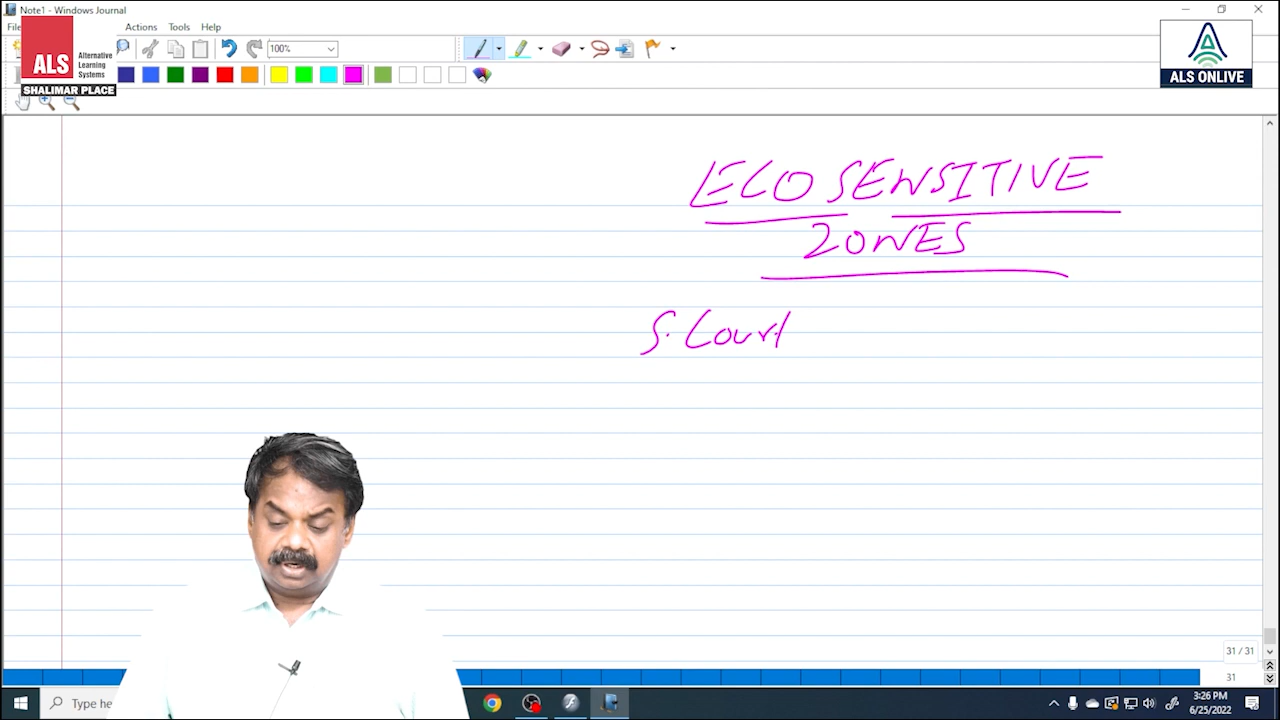 Note1 - Windows Journal
File
Actions Tools Help
ALS
Alternative
Learning
Systems
SHALIMAR PLACE
100%
ALS ONLIVE
ECO SENSITIVE
ZONES
S. Court
31 / 31
31
Type he
3:26 PM
6/25/2022